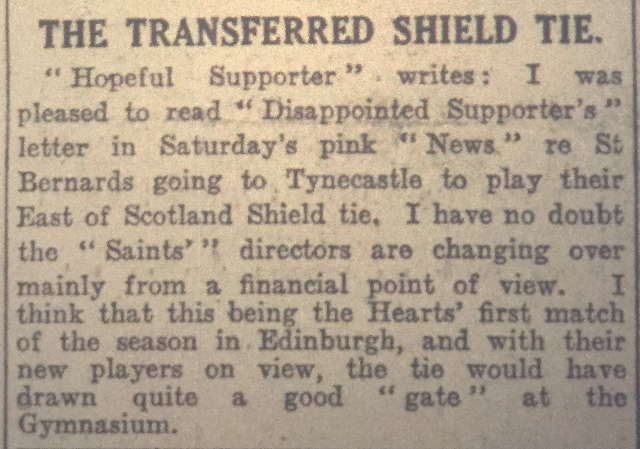 THE TRANSFERRED SHIELD TIE.
"Hopeful Supporter" writes: I was
pleased to read "Disappointed Supporter's"
letter in Saturday's pink "News" re St
Bernards going to Tynecastle to play their
East of Scotland Shield tie. I have no doubt
the "Saints'" directors are changing over
mainly from a financial point of view. I
think that this being the Hearts' first match
of the season in Edinburgh, and with their
new players on view, the tie would have
drawn quite a good "gate" at the
Gymnasium.